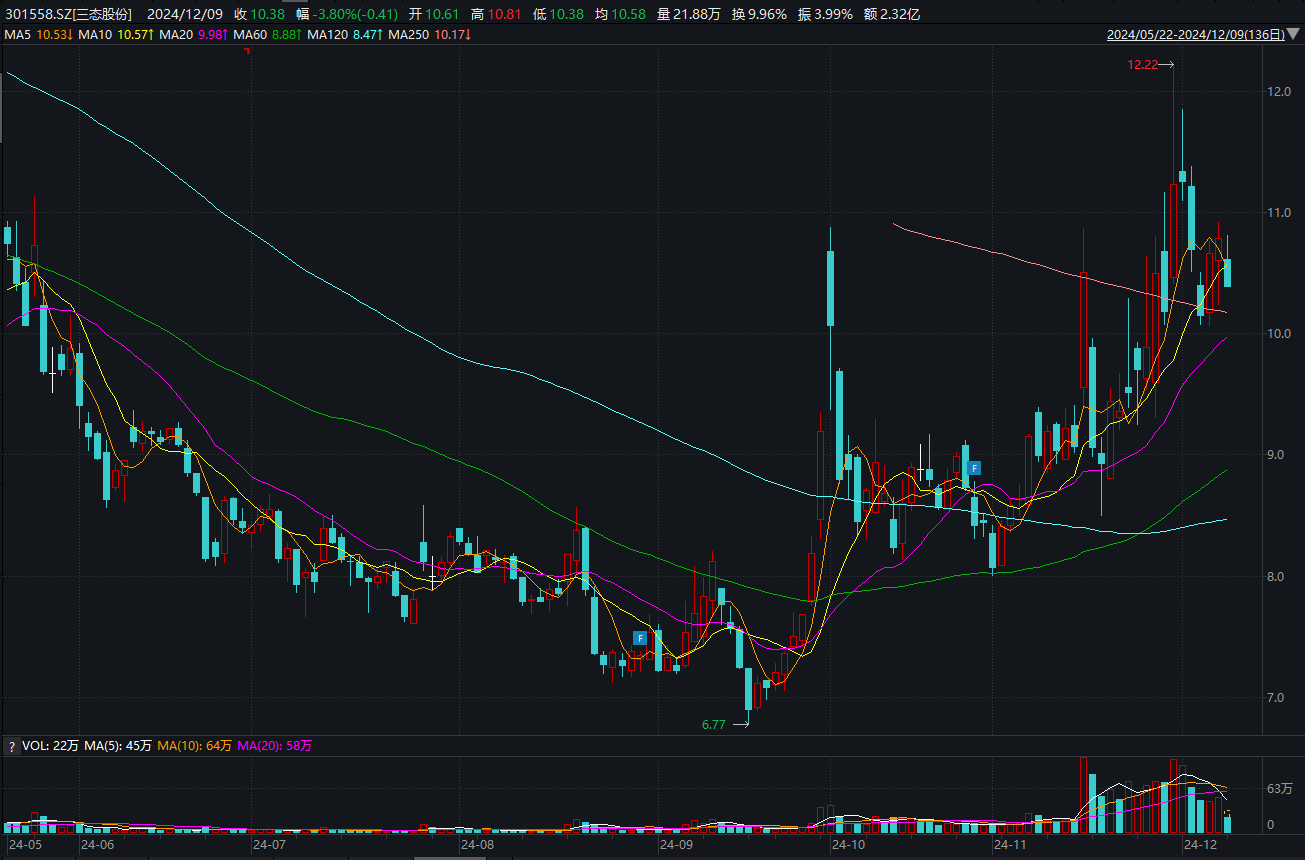 301558.SZ[三态股份] 2024/12/09 收 10.38 幅 -3.80%(-0.41) 开 10.61 高 10.81 低 10.38 均 10.58 量 21.88万 换 9.96% 振 3.99% 额 2.32亿
MA5 10.53↓ MA10 10.57↑ MA20 9.98↑ MA60 8.88↑ MA120 8.47↑ MA250 10.17↓ 2024/05/22-2024/12/09(136日)▼
12.22
12.0
11.0
10.0
9.0
F
8.0
F
7.0
6.77
? VOL: 22万 MA(5): 45万 MA(10): 64万 MA(20): 58万
63万
0
24-05 24-06 24-07 24-08 24-09 24-10 24-11 24-12